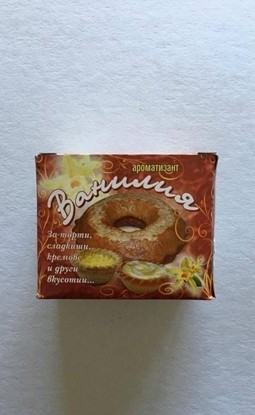 ароматизант
Ванилия
За торти,
сладкиши,
кремове
и други
вкусотии...